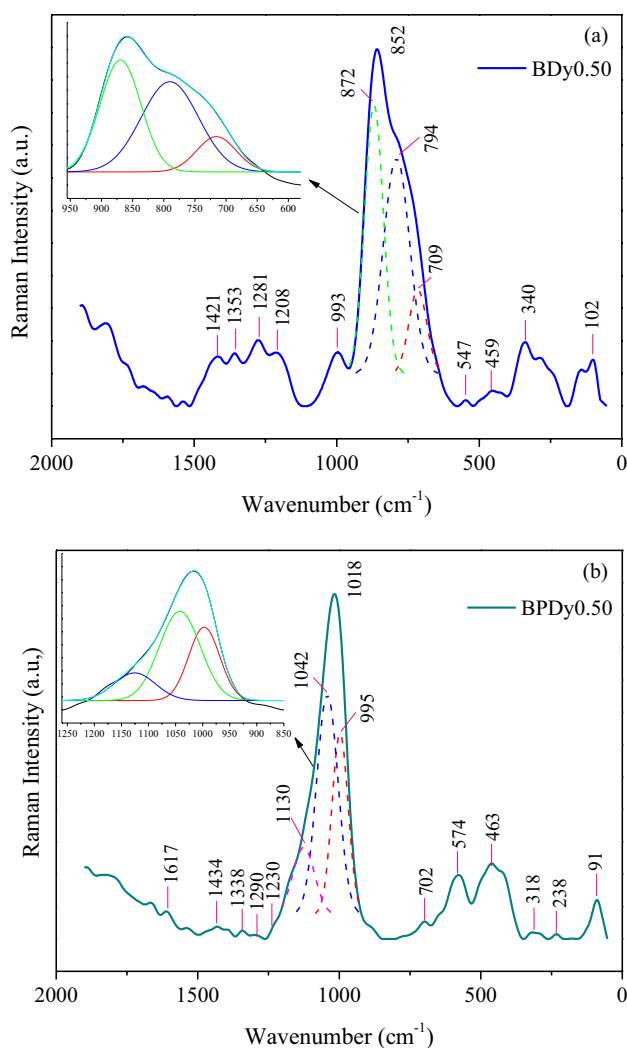 (a)
BDy0.50
852
872
794
709
1421
1353
1281
1208
993
547
459
340
102
950 900 850 800 750 700 650 600
Raman Intensity (a.u.)
2000 1500 1000 500 0
Wavenumber (cm-1)
(b)
BPDy0.50
1018
1042
995
1130
1617
1434
1338
1290
1230
702
574
463
318
238
91
1250 1200 1150 1100 1050 1000 950 900 850
Raman Intensity (a.u,)
2000 1500 1000 500 0
Wavenumber (cm-1)